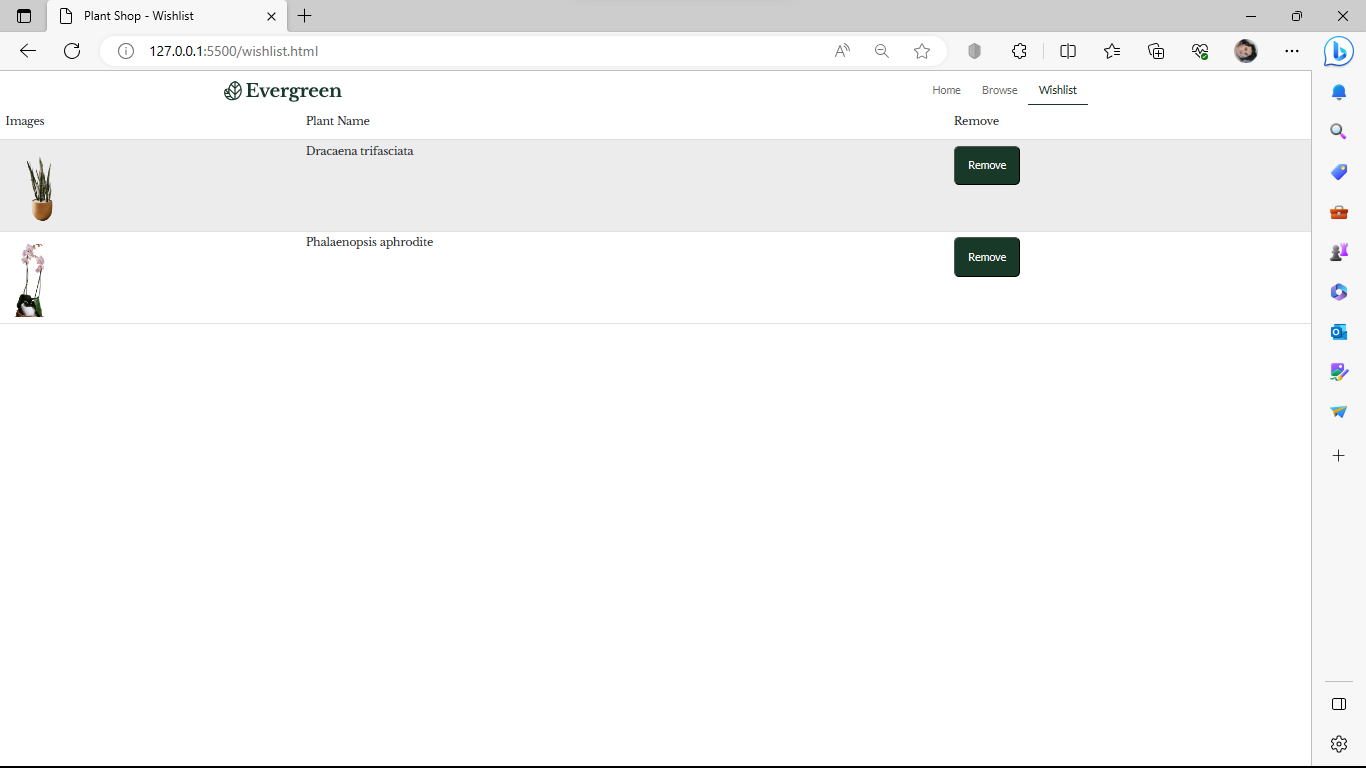 Plant Shop - Wishlist
127.0.0.1:5500/wishlist.html
Evergreen
Home Browse Wishlist
Images Plant Name Remove
Dracaena trifasciata Remove
Phalaenopsis aphrodite Remove